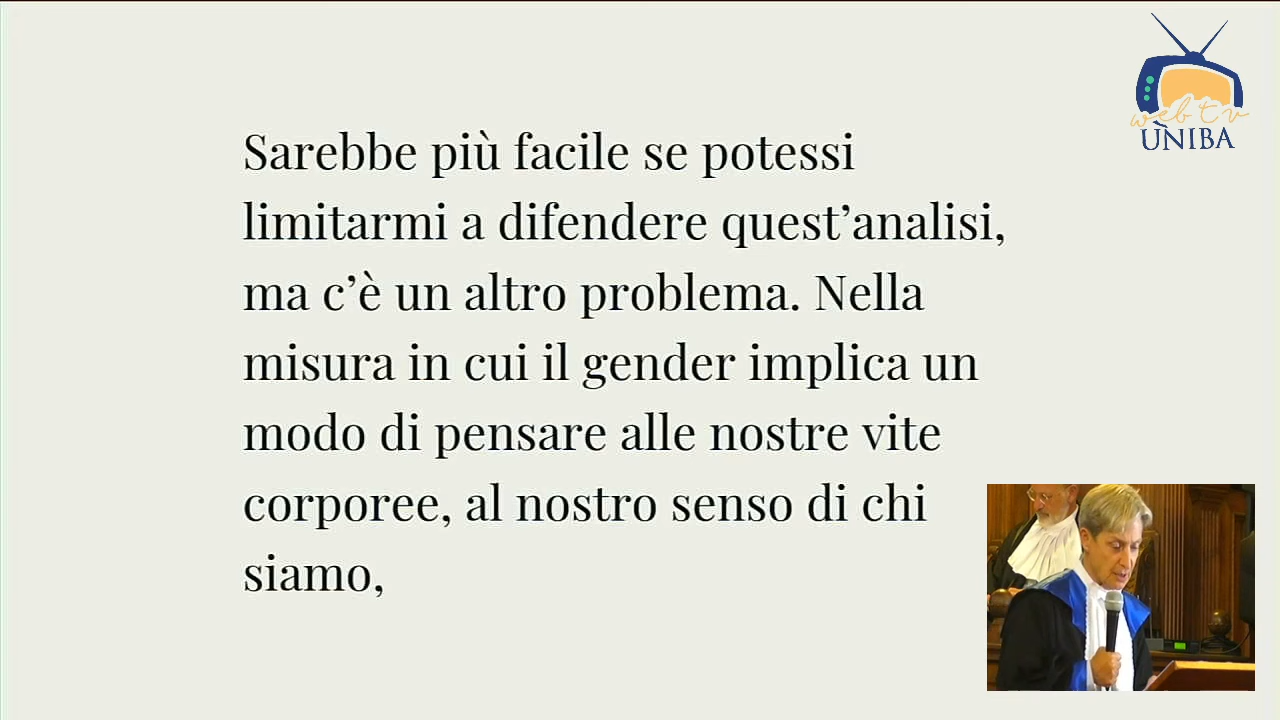 web tv
UNIBA
Sarebbe più facile se potessi
limitarmi a difendere quest’analisi,
ma c’è un altro problema. Nella
misura in cui il gender implica un
modo di pensare alle nostre vite
corporee, al nostro senso di chi
siamo,